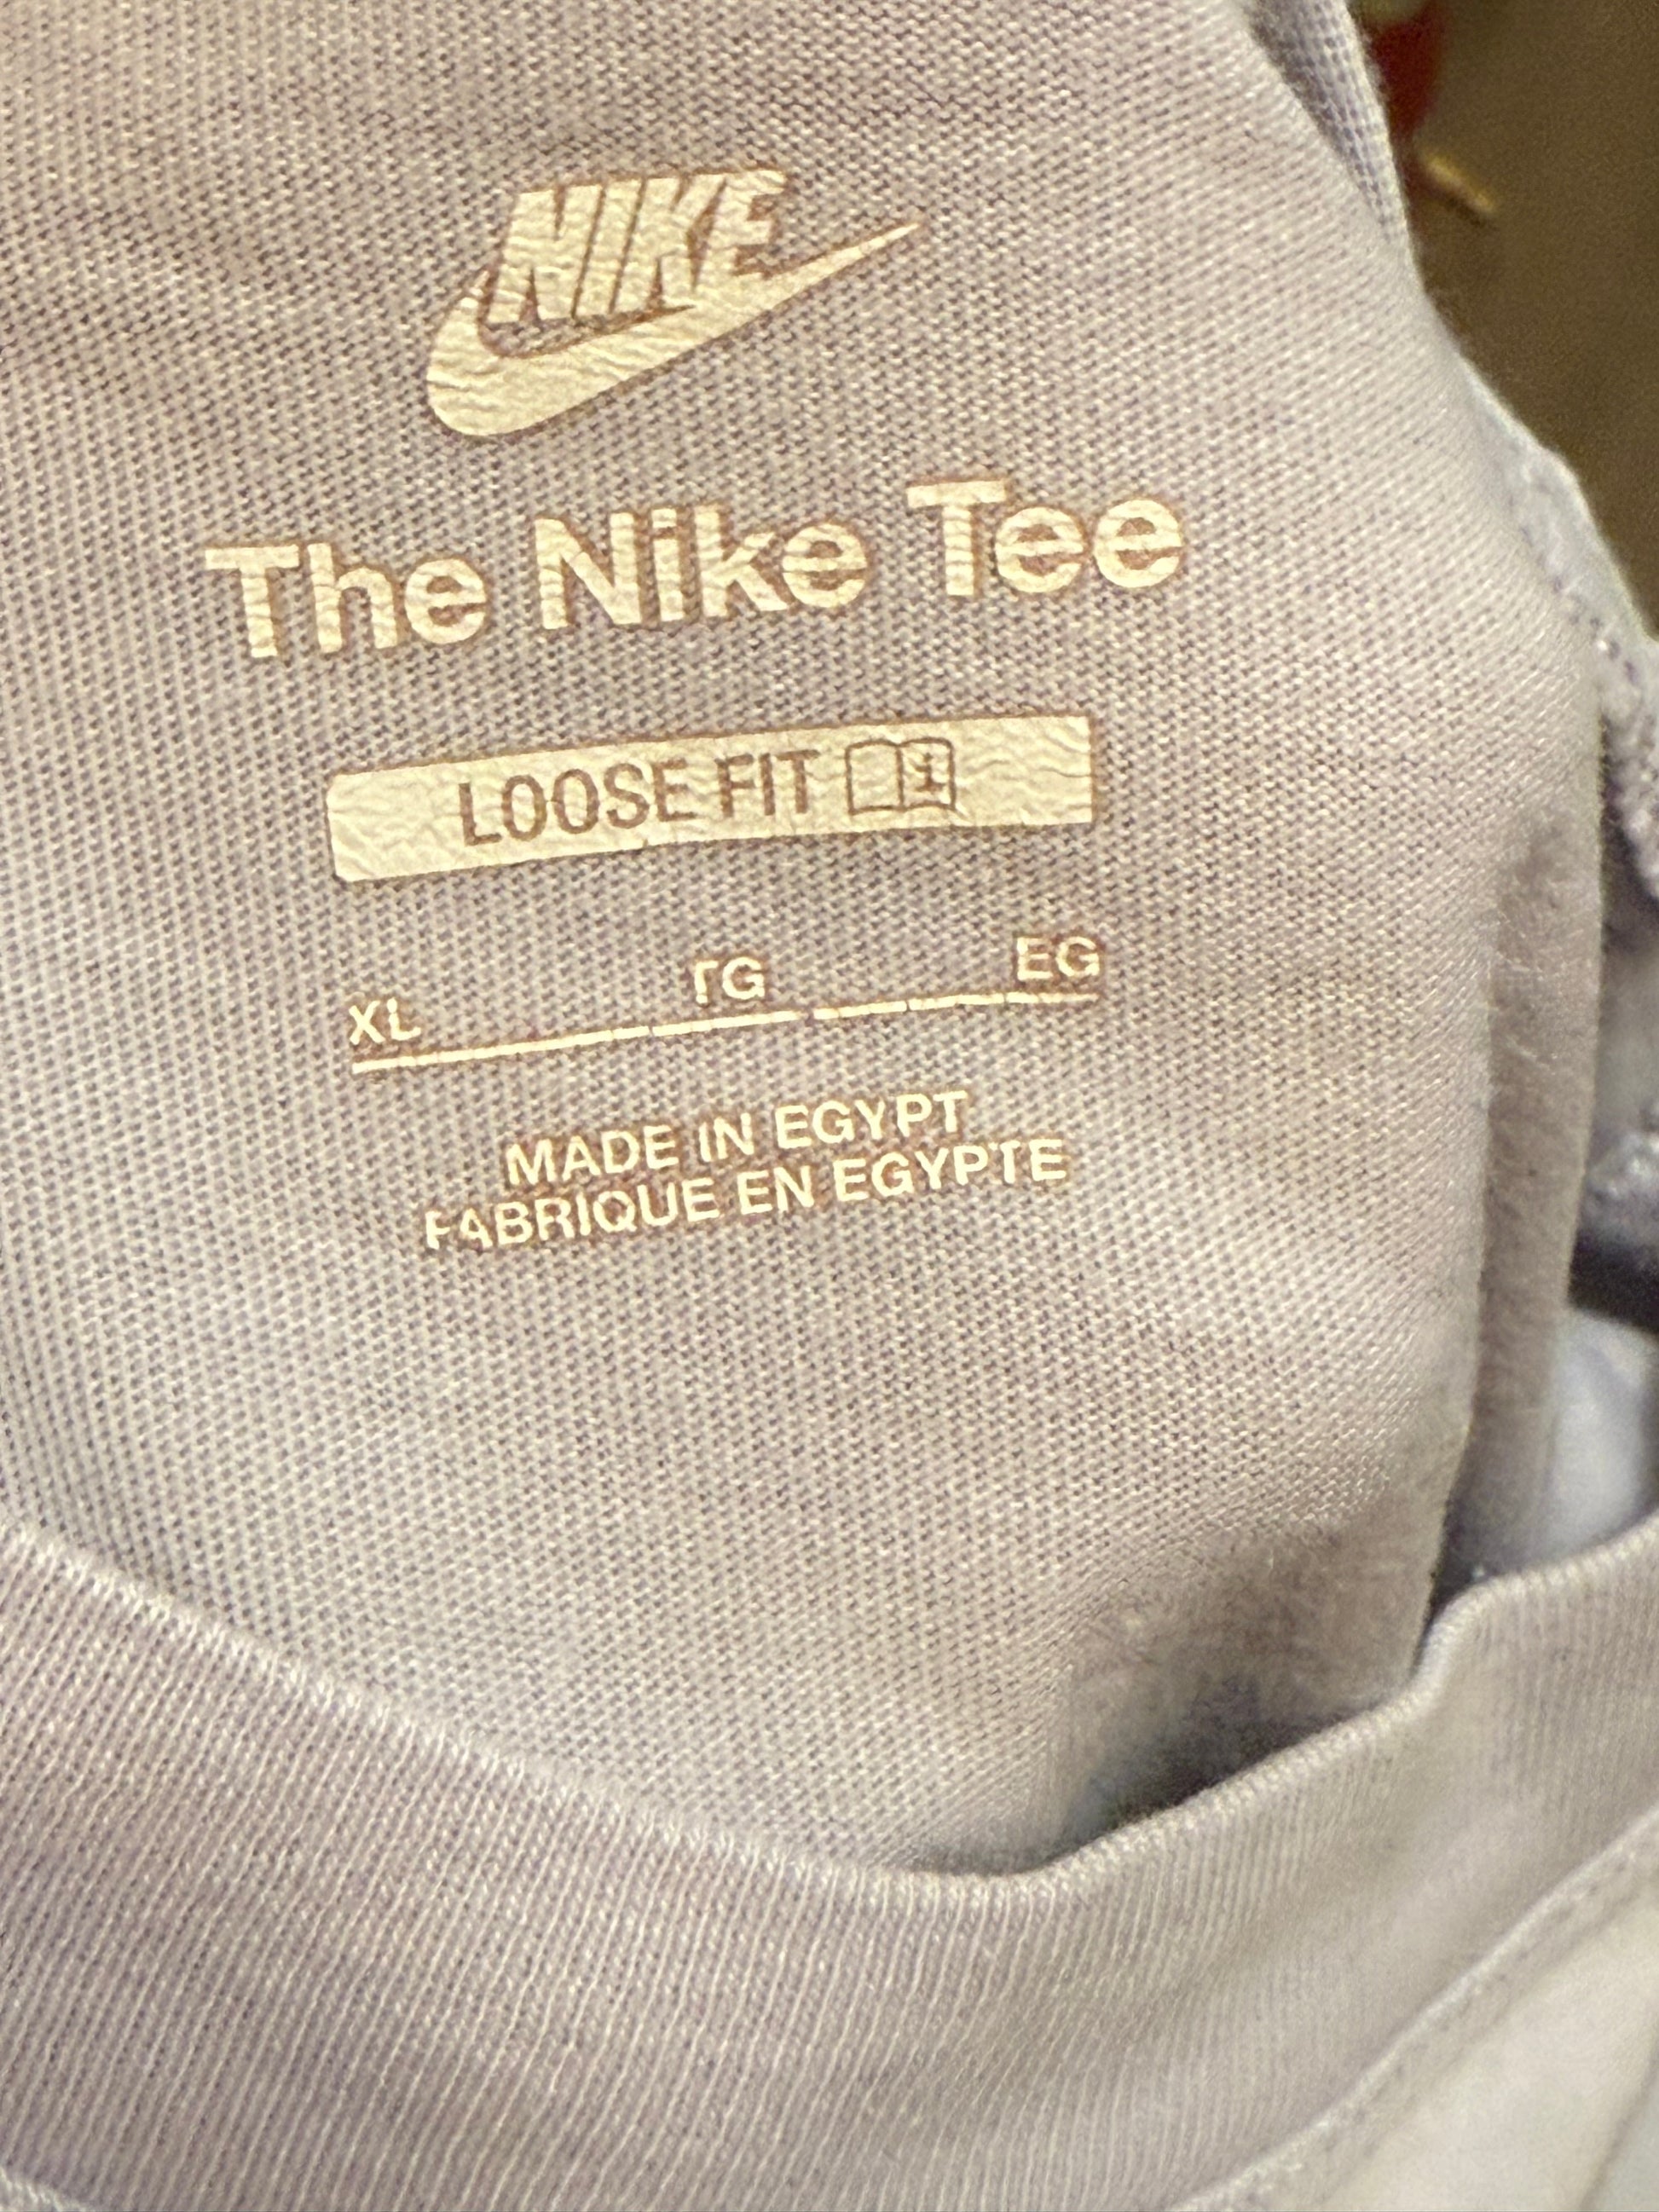 NIKE
The Nike Tee
LOOSE FIT
XL TG EG
MADE IN EGYPT
FABRIQUE EN EGYPTE